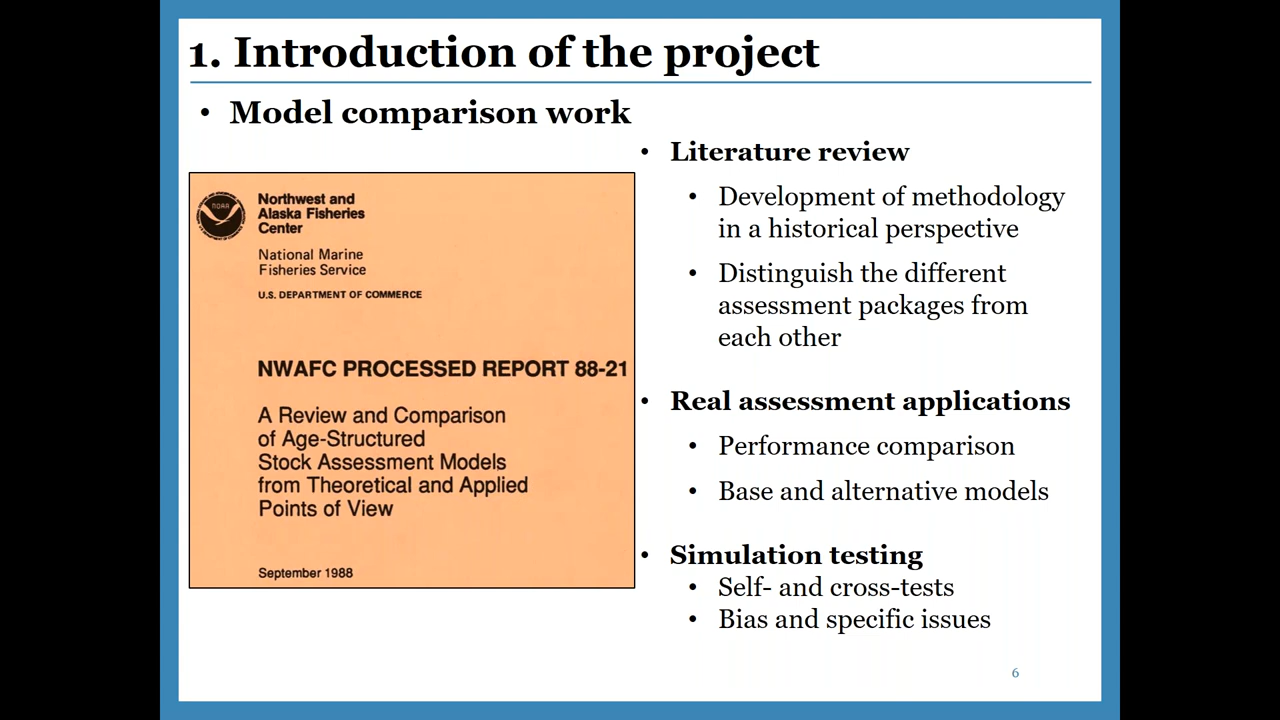 1. Introduction of the project
• Model comparison work
NOAA
Northwest and
Alaska Fisheries
Center
National Marine
Fisheries Service
U.S. DEPARTMENT OF COMMERCE
NWAFC PROCESSED REPORT 88-21
A Review and Comparison
of Age-Structured
Stock Assessment Models
from Theoretical and Applied
Points of View
September 1988
• Literature review
• Development of methodology
in a historical perspective
• Distinguish the different
assessment packages from
each other
• Real assessment applications
• Performance comparison
• Base and alternative models
• Simulation testing
• Self- and cross-tests
• Bias and specific issues
6